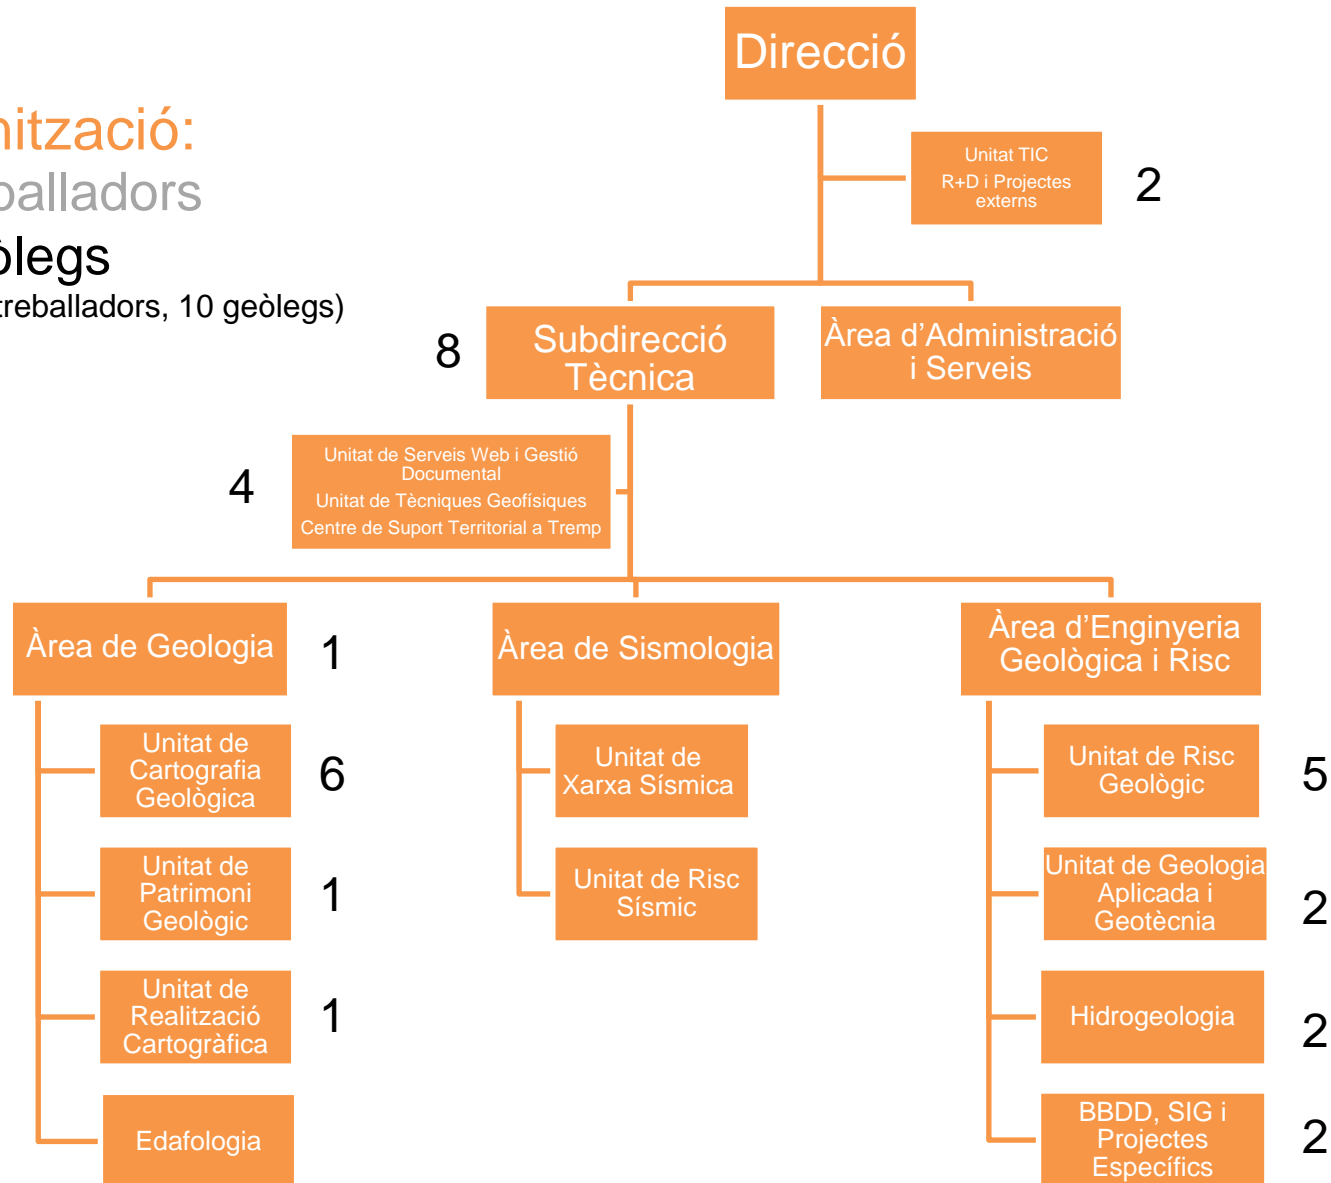 Direcció
nització:
balladors
òlegs
treballadors, 10 geòlegs)
Unitat TIC
R+D i Projectes
externs
2
8
Subdirecció
Tècnica
Àrea d’Administració
i Serveis
4
Unitat de Serveis Web i Gestió
Documental
Unitat de Tècniques Geofísiques
Centre de Suport Territorial a Tremp
Àrea de Geologia
1
Unitat de
Cartografia
Geològica
6
Unitat de
Patrimoni
Geològic
1
Unitat de
Realització
Cartogràfica
1
Edafologia
Àrea de Sismologia
Unitat de
Xarxa Sísmica
Unitat de Risc
Sísmic
Àrea d’Enginyeria
Geològica i Risc
Unitat de Risc
Geològic
5
Unitat de Geologia
Aplicada i
Geotècnia
2
Hidrogeologia
2
BBDD, SIG i
Projectes
Específics
2